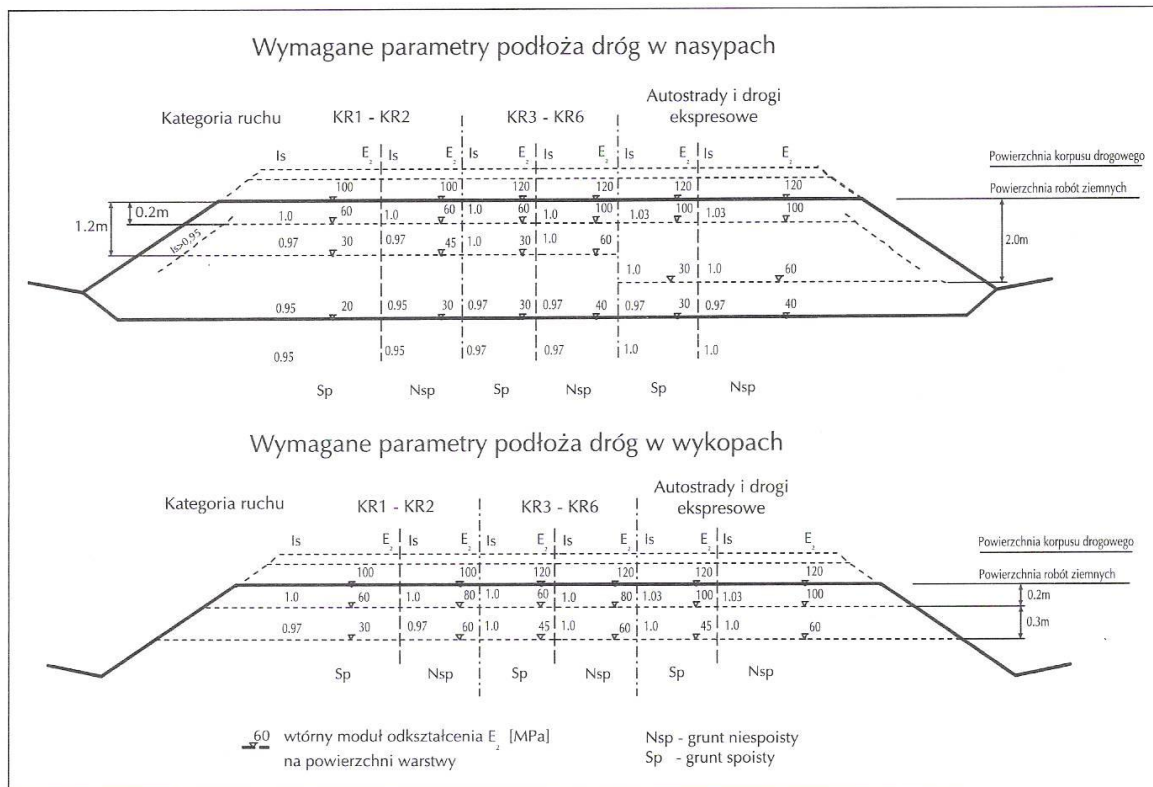 Wymagane parametry podłoża dróg w nasypach
Autostrady i drogi
Kategoria ruchu KR1 - KR2 KR3 - KR6 ekspresowe
Is E₂ Is E₂ Is E₂ Is E₂ Is E₂ Is E₂
Powierzchnia korpusu drogowego
100 100 120 120 120 120 Powierzchnia robót ziemnych
0.2m 1.0 60 1.0 60 1.0 60 1.0 100 1.03 100 1.03 100
1.2m Is>0,95 0.97 30 0.97 45 1.0 30 1.0 60 2.0m
1.0 30 1.0 60
0.95 20 0.95 30 0.97 30 0.97 40 0.97 30 0.97 40
0.95 0.95 0.97 0.97 1.0 1.0
Sp Nsp Sp Nsp Sp Nsp
Wymagane parametry podłoża dróg w wykopach
Autostrady i drogi
Kategoria ruchu KR1 - KR2 KR3 - KR6 ekspresowe
Is E₂ Is E₂ Is E₂ Is E₂ Is E₂ Is E₂
Powierzchnia korpusu drogowego
100 100 120 120 120 120 Powierzchnia robót ziemnych
1.0 60 1.0 80 1.0 60 1.0 80 1.03 100 1.03 100 0.2m
0.97 30 0.97 60 1.0 45 1.0 60 1.0 45 1.0 60 0.3m
Sp Nsp Sp Nsp Sp Nsp
60 wtórny moduł odkształcenia E₂ [MPa]
na powierzchni warstwy
Nsp - grunt niespoisty
Sp - grunt spoisty